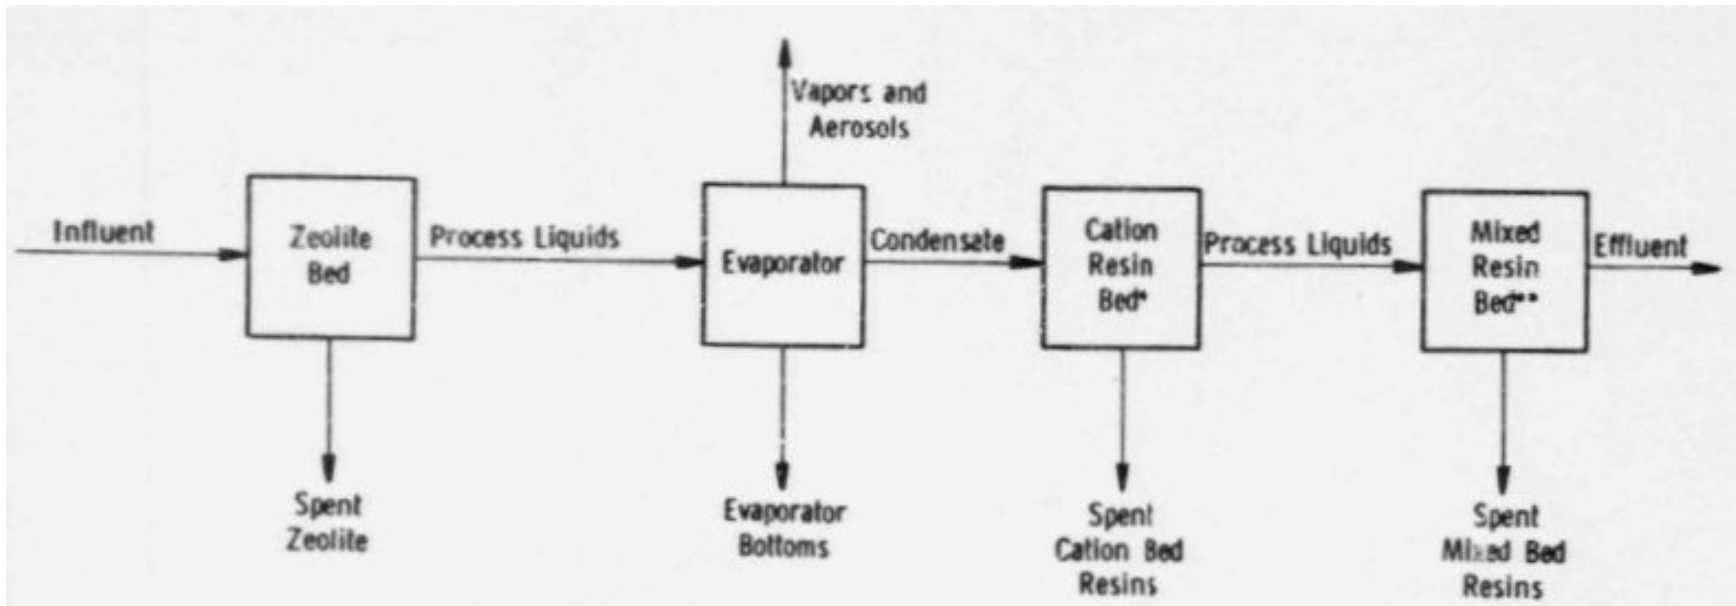 Vapors and
Aerosols
Influent
Zeolite
Bed
Process Liquids
Evaporator
Condensate
Cation
Resin
Bed*
Process Liquids
Mixed
Resin
Bed**
Effluent
Spent
Zeolite
Evaporator
Bottoms
Spent
Cation Bed
Resins
Spent
Mixed Bed
Resins